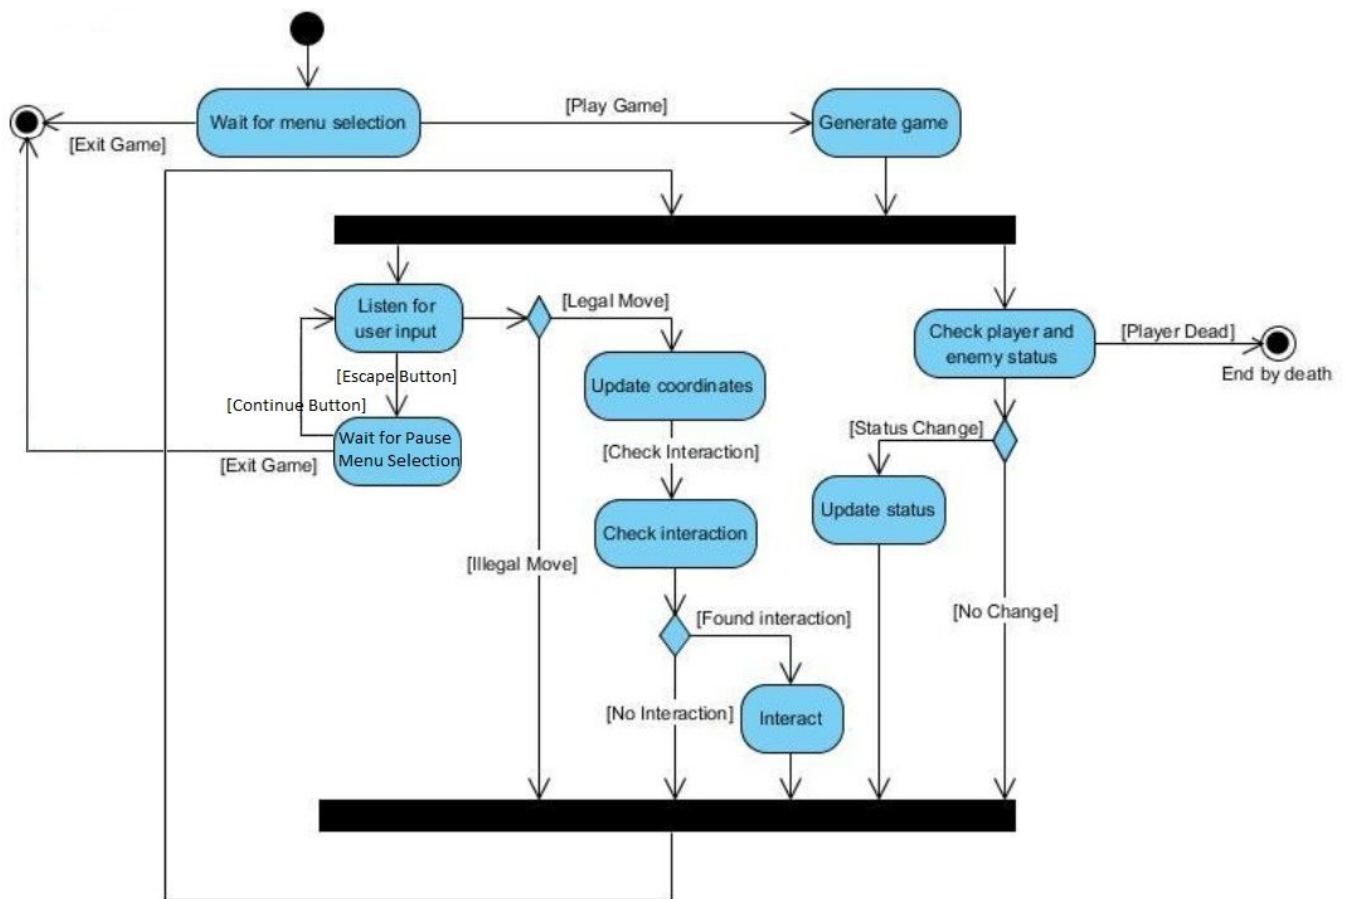 Wait for menu selection
[Play Game]
Generate game
[Exit Game]
Listen for
user input
[Legal Move]
Check player and
enemy status
[Player Dead]
End by death
[Escape Button]
Update coordinates
[Continue Button]
Wait for Pause
Menu Selection
[Exit Game]
[Check Interaction]
[Status Change]
Update status
Check interaction
[Illegal Move]
[Found interaction]
[No Change]
[No Interaction]
Interact